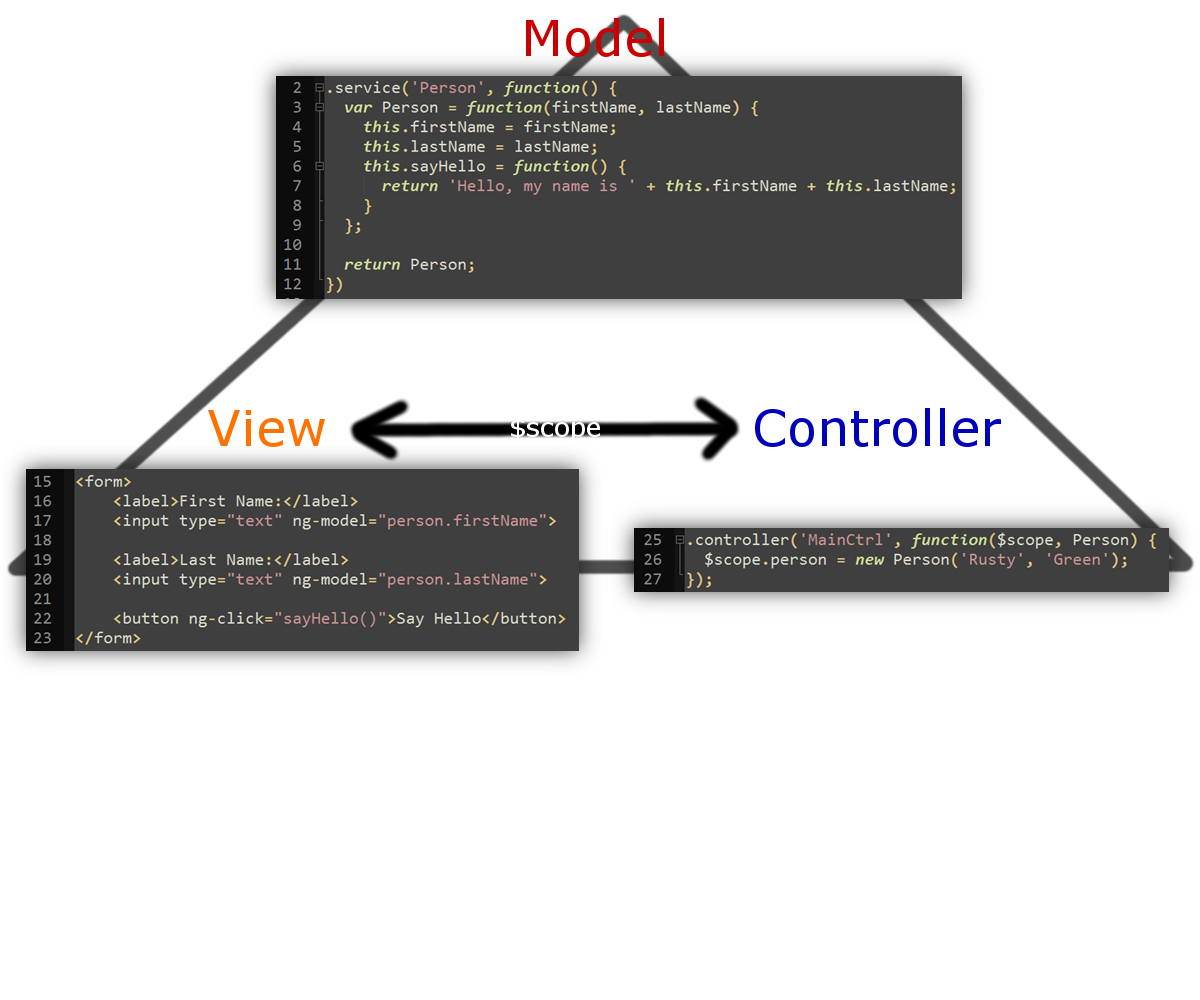 Model
2 .service('Person', function() {
3   var Person = function(firstName, lastName) {
4     this.firstName = firstName;
5     this.lastName = lastName;
6     this.sayHello = function() {
7       return 'Hello, my name is ' + this.firstName + this.lastName;
8     }
9   };
10
11   return Person;
12 })
View
$scope
Controller
15 <form>
16     <label>First Name:</label>
17     <input type="text" ng-model="person.firstName">
18
19     <label>Last Name:</label>
20     <input type="text" ng-model="person.lastName">
21
22     <button ng-click="sayHello()">Say Hello</button>
23 </form>
25 .controller('MainCtrl', function($scope, Person) {
26   $scope.person = new Person('Rusty', 'Green');
27 });